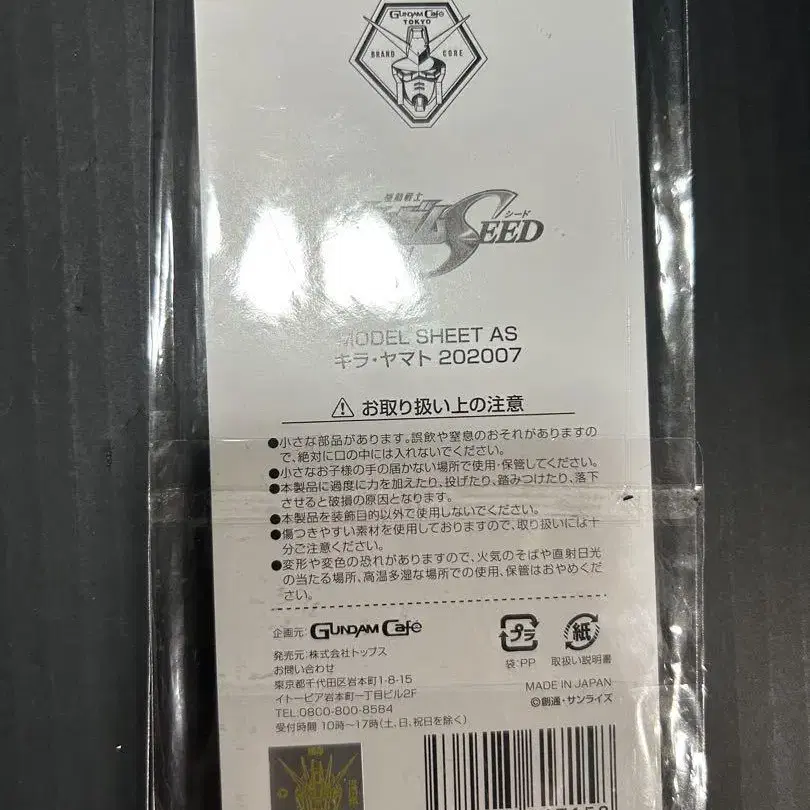 GUNDAM Café
TOKYO
BRAND CORE
機動戦士
シード
SEED
MODEL SHEET AS
キラ・ヤマト 202007
お取り扱い上の注意
●小さな部品があります。誤飲や窒息のおそれがありますの
で、絶対に口の中には入れないでください。
●小さなお子様の手の届かない場所で使用・保管してください。
●本製品に過度に力を加えたり、投げたり、踏みつけたり、落下
させると破損の原因となります。
●本製品を装飾目的以外で使用しないでください。
●傷つきやすい素材を使用しておりますので、取り扱いには十
分ご注意ください。
●変形や変色の恐れがありますので、火気のそばや直射日光
の当たる場所、高温多湿な場所での使用、保管はおやめくだ
さい。
企画元: GUNDAM Café
発売元: 株式会社トップス
お問い合わせ
東京都千代田区岩本町1-8-15
イトーピア岩本町一丁目ビル2F
TEL:0800-800-8584
受付時間 10時～17時(土、日、祝日を除く)
プラ
袋:PP
紙
取扱い説明書
MADE IN JAPAN
©創通・サンライズ